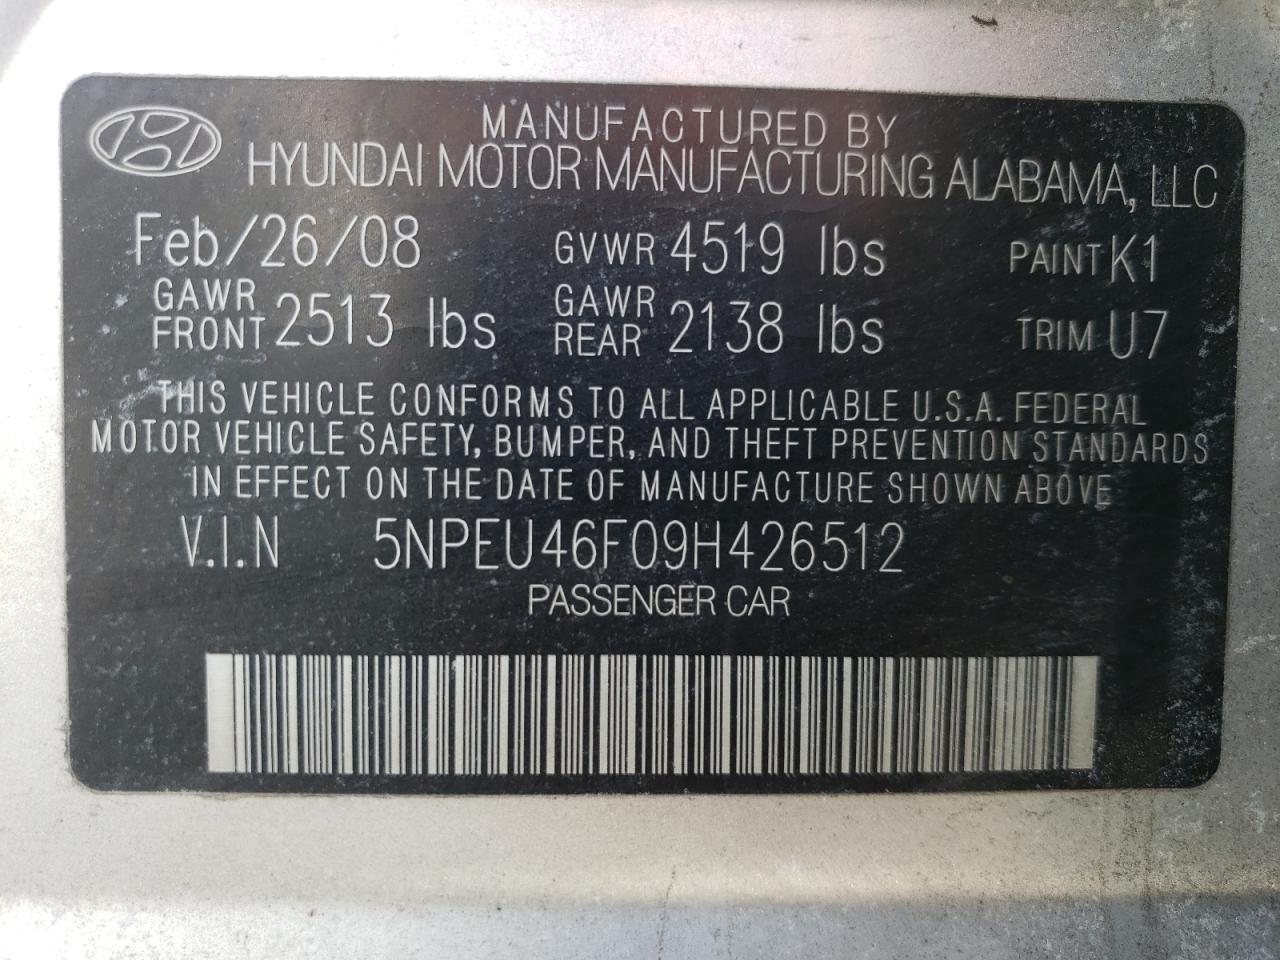 MANUFACTURED BY
HYUNDAI MOTOR MANUFACTURING ALABAMA, LLC
Feb/26/08 GVWR 4519 lbs PAINT K1
GAWR FRONT 2513 lbs GAWR REAR 2138 lbs TRIM U7
THIS VEHICLE CONFORMS TO ALL APPLICABLE U.S.A. FEDERAL
MOTOR VEHICLE SAFETY, BUMPER, AND THEFT PREVENTION STANDARDS
IN EFFECT ON THE DATE OF MANUFACTURE SHOWN ABOVE
V.I.N 5NPEU46F09H426512
PASSENGER CAR